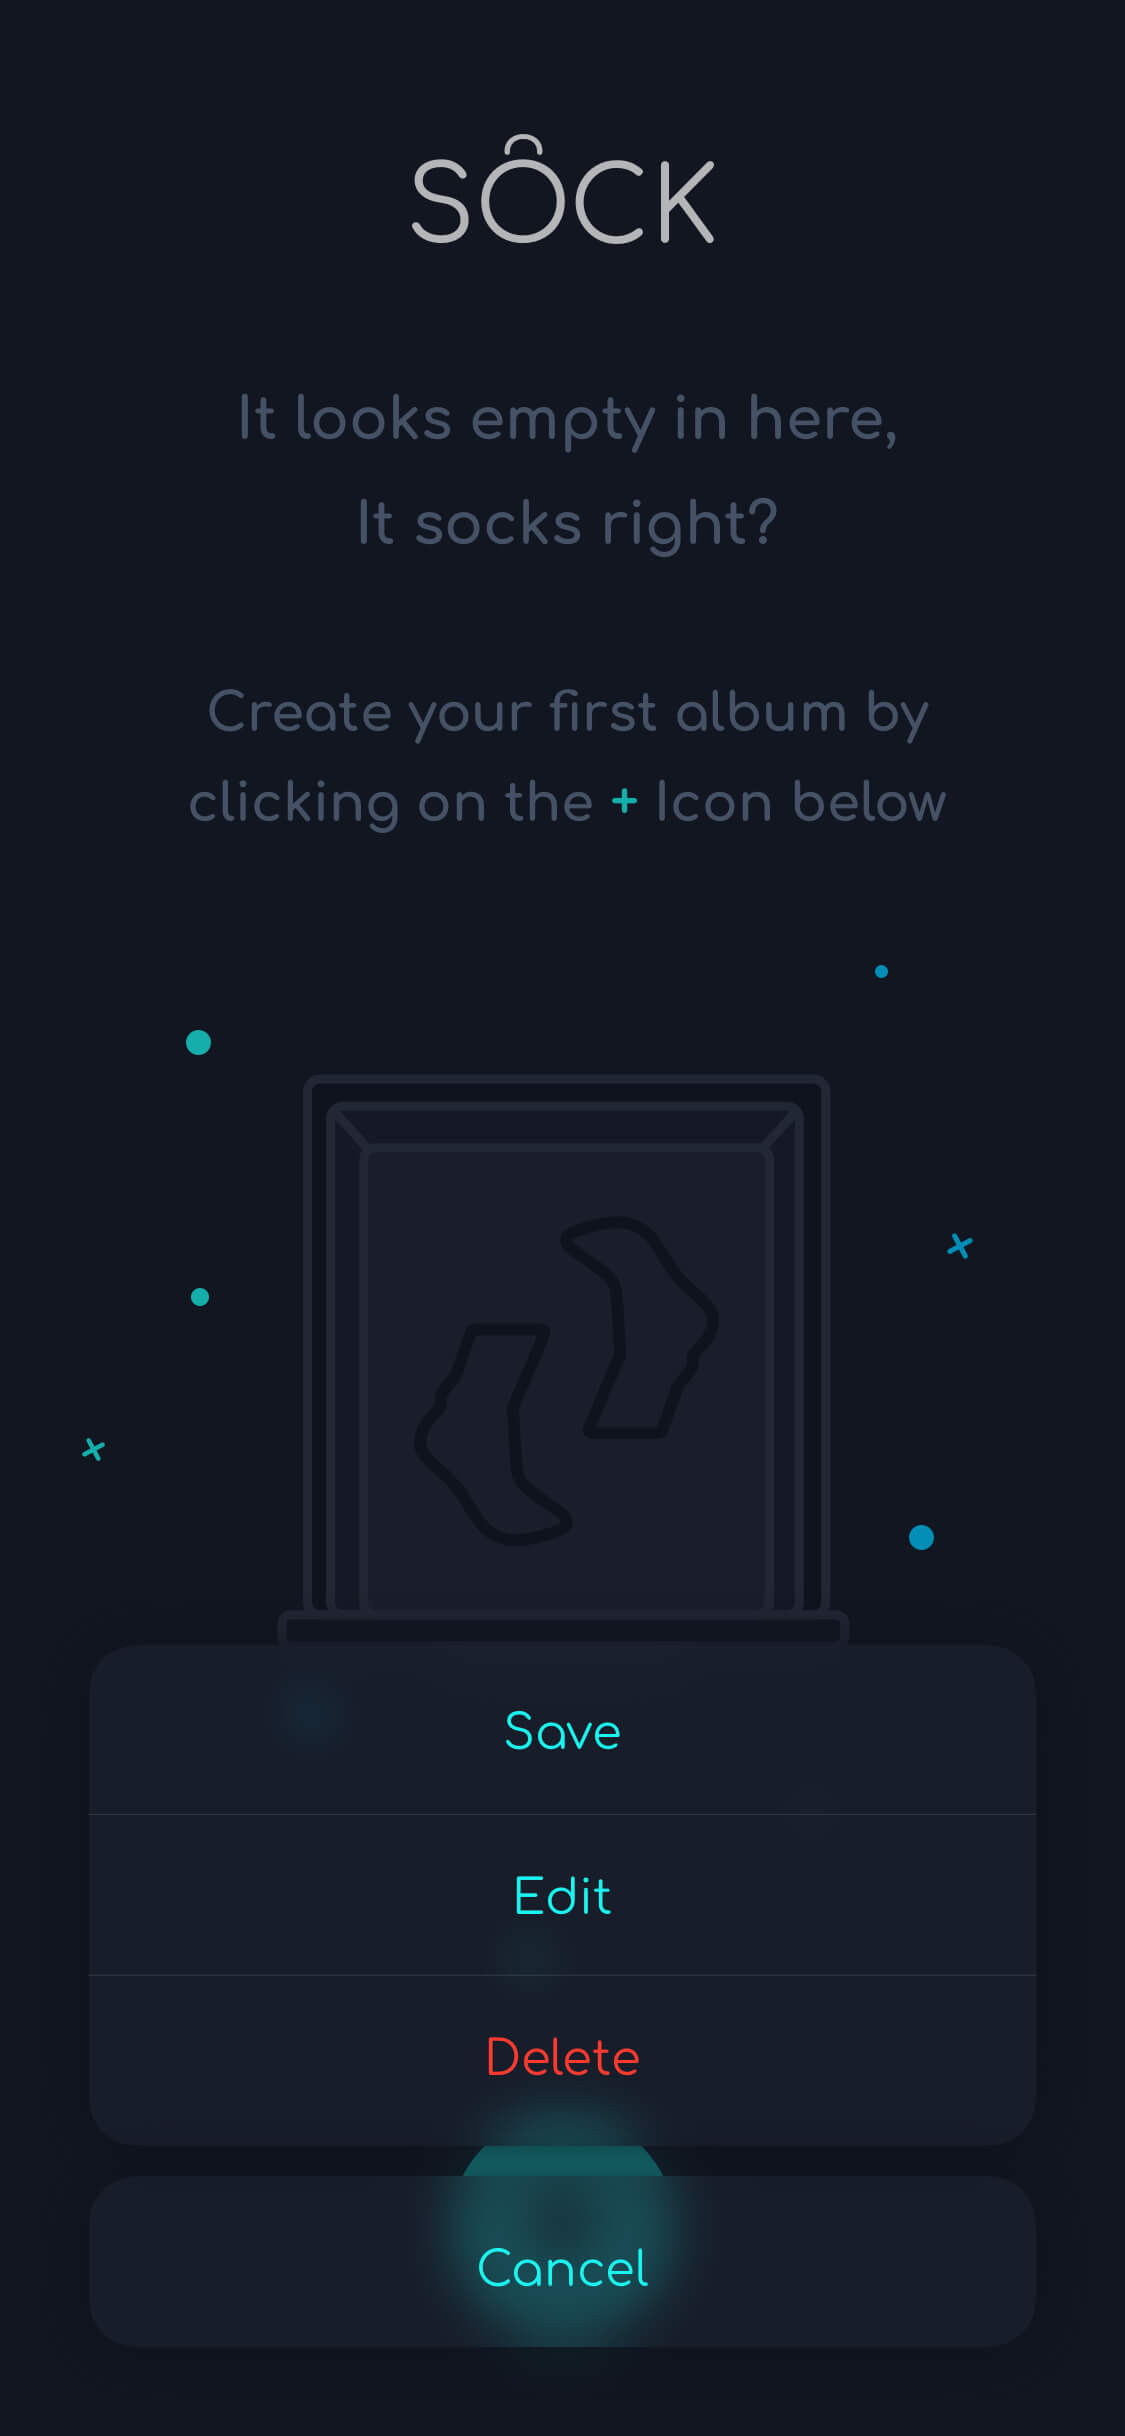 SÔCK
It looks empty in here,
It socks right?
Create your first album by
clicking on the + Icon below
Save
Edit
Delete
Cancel